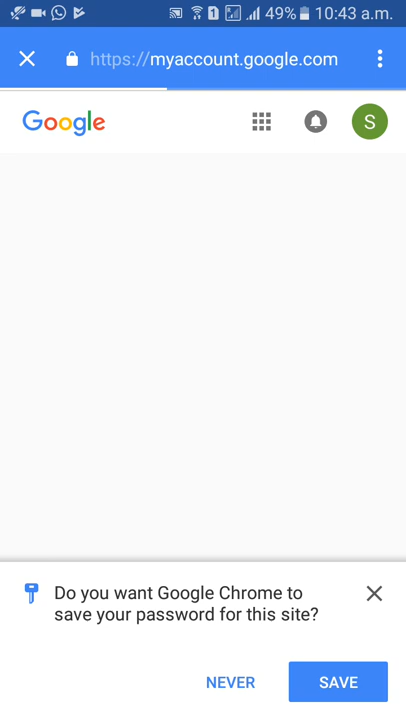 1 49% 10:43 a.m.
https://myaccount.google.com
Google
S
Do you want Google Chrome to
save your password for this site?
NEVER SAVE